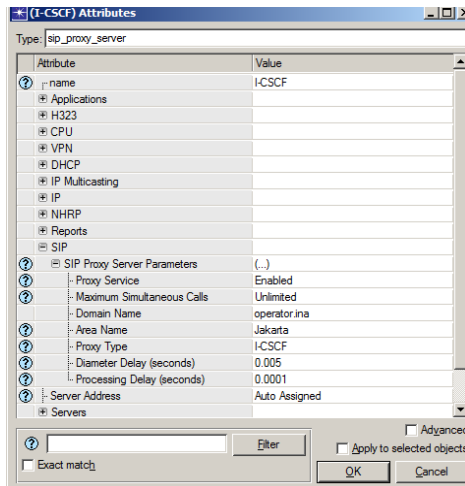 (I-CSCF) Attributes
Type: sip_proxy_server
Attribute Value
name I-CSCF
Applications
H323
CPU
VPN
DHCP
IP Multicasting
IP
NHRP
Reports
SIP
SIP Proxy Server Parameters (...)
Proxy Service Enabled
Maximum Simultaneous Calls Unlimited
Domain Name operator.ina
Area Name Jakarta
Proxy Type I-CSCF
Diameter Delay (seconds) 0.005
Processing Delay (seconds) 0.0001
Server Address Auto Assigned
Servers
Advanced
Filter Apply to selected objects
Exact match
OK Cancel